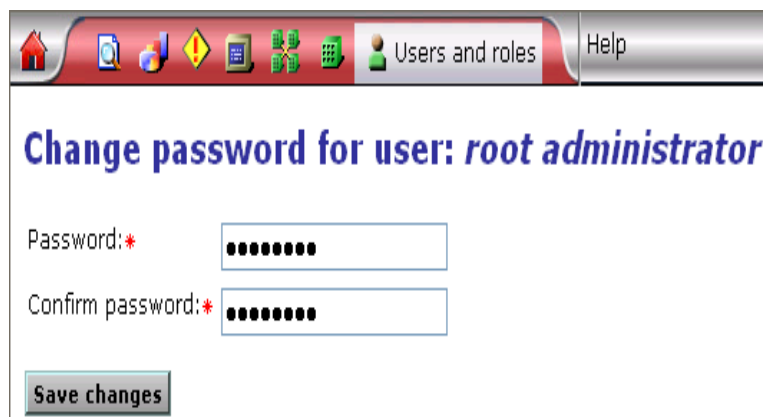 Users and roles
Help
Change password for user: root administrator
Password:*
••••••••
Confirm password:*
••••••••
Save changes